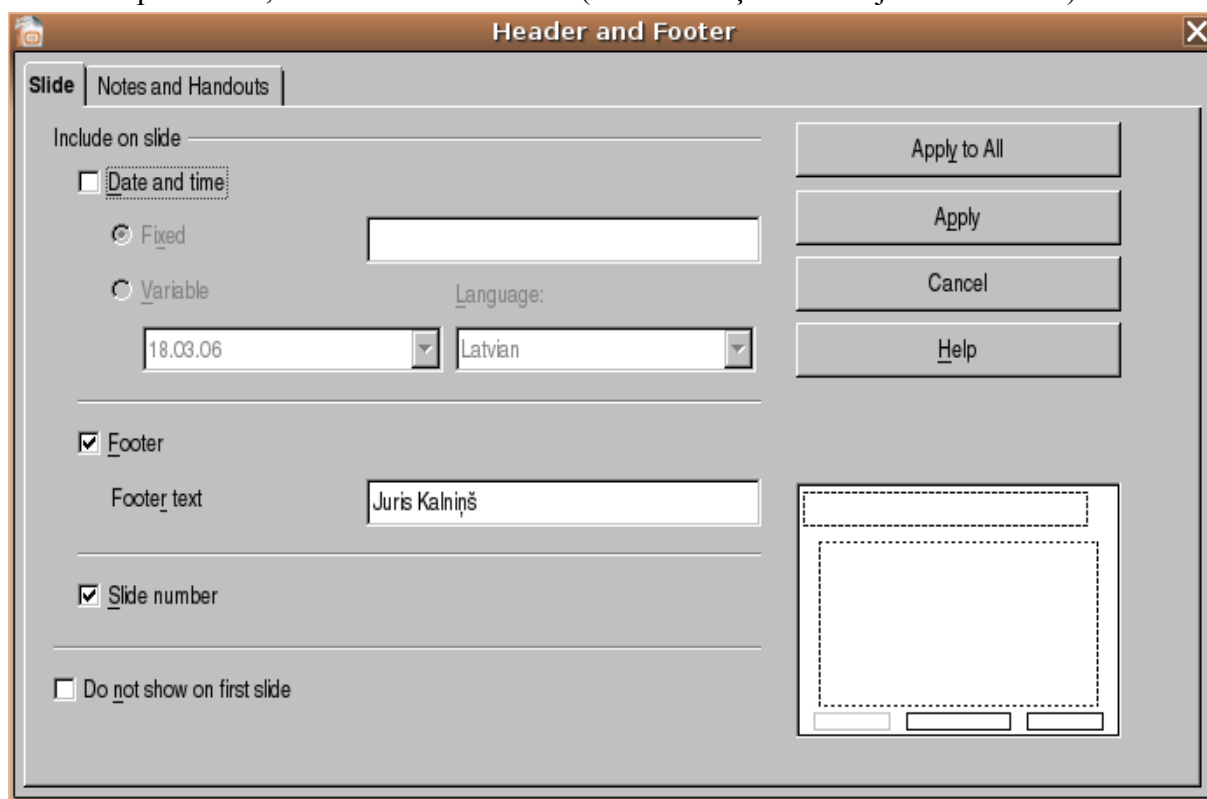 Header and Footer
Slide Notes and Handouts
Include on slide
Date and time
Fixed
Variable Language:
18.03.06 Latvian
Footer
Footer text Juris Kalniņš
Slide number
Do not show on first slide
Apply to All
Apply
Cancel
Help